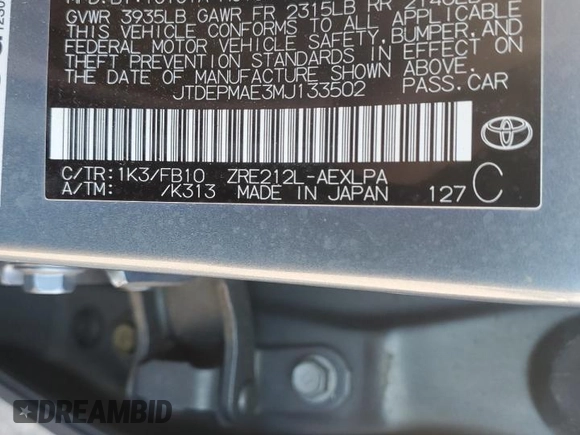 GVWR 3935LB GAWR FR 2315LB RR
THIS VEHICLE CONFORMS TO ALL APPLICABLE
FEDERAL MOTOR VEHICLE SAFETY, BUMPER, AND
THEFT PREVENTION STANDARDS IN EFFECT ON
THE DATE OF MANUFACTURE SHOWN ABOVE.
JTDEPMAE3MJ133502 PASS.CAR
C/TR: 1K3/FB10 ZRE212L-AEXLPA
A/TM: /K313 MADE IN JAPAN 127 C
DREAMBID